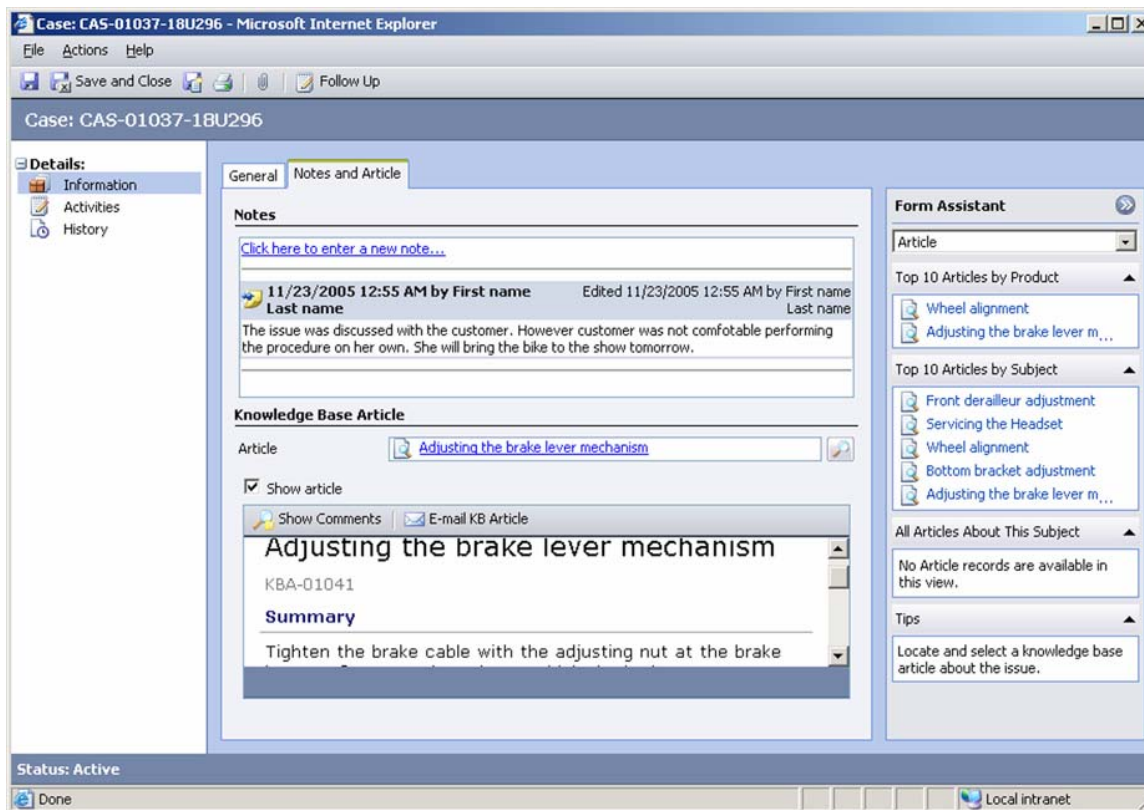 Case: CAS-01037-18U296 - Microsoft Internet Explorer
File Actions Help
Save and Close Follow Up
Case: CAS-01037-18U296
Details:
Information
Activities
History
General Notes and Article
Notes
Click here to enter a new note...
11/23/2005 12:55 AM by First name Edited 11/23/2005 12:55 AM by First name
Last name Last name
The issue was discussed with the customer. However customer was not comfotable performing
the procedure on her own. She will bring the bike to the show tomorrow.
Knowledge Base Article
Article Adjusting the brake lever mechanism
Show article
Show Comments E-mail KB Article
Adjusting the brake lever mechanism
KBA-01041
Summary
Tighten the brake cable with the adjusting nut at the brake
Form Assistant
Article
Top 10 Articles by Product
Wheel alignment
Adjusting the brake lever m...
Top 10 Articles by Subject
Front derailleur adjustment
Servicing the Headset
Wheel alignment
Bottom bracket adjustment
Adjusting the brake lever m...
All Articles About This Subject
No Article records are available in
this view.
Tips
Locate and select a knowledge base
article about the issue.
Status: Active
Done Local intranet